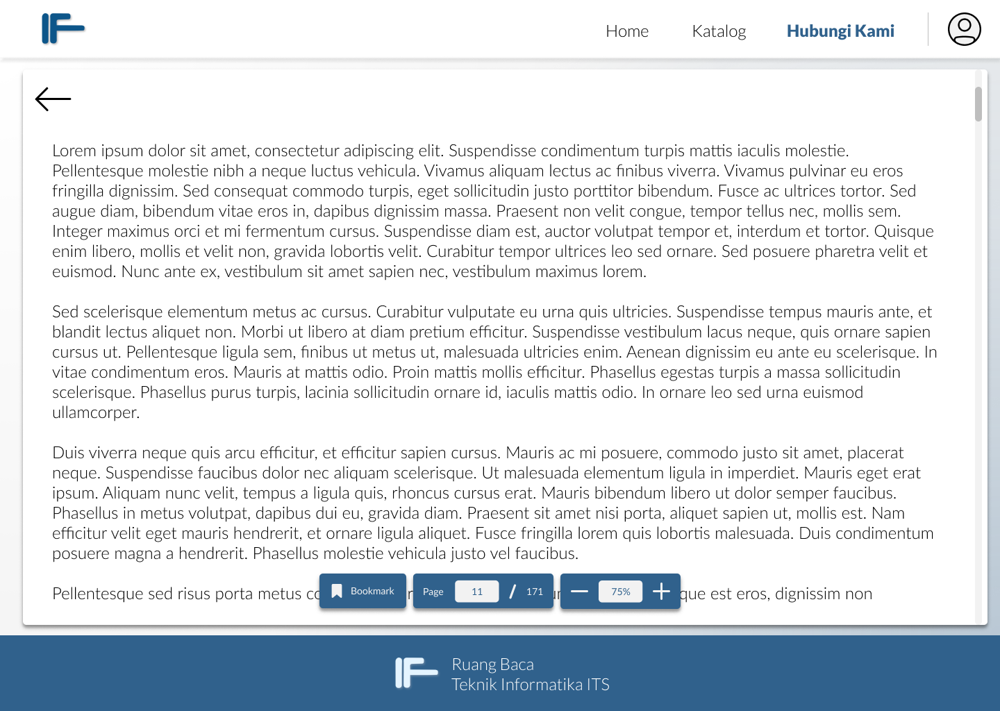 IF
Home Katalog Hubungi Kami
Lorem ipsum dolor sit amet, consectetur adipiscing elit. Suspendisse condimentum turpis mattis iaculis molestie.
Pellentesque molestie nibh a neque luctus vehicula. Vivamus aliquam lectus ac finibus viverra. Vivamus pulvinar eu eros
fringilla dignissim. Sed consequat commodo turpis, eget sollicitudin justo porttitor bibendum. Fusce ac ultrices tortor. Sed
augue diam, bibendum vitae eros in, dapibus dignissim massa. Praesent non velit congue, tempor tellus nec, mollis sem.
Integer maximus orci et mi fermentum cursus. Suspendisse diam est, auctor volutpat tempor et, interdum et tortor. Quisque
enim libero, mollis et velit non, gravida lobortis velit. Curabitur tempor ultrices leo sed ornare. Sed posuere pharetra velit et
euismod. Nunc ante ex, vestibulum sit amet sapien nec, vestibulum maximus lorem.
Sed scelerisque elementum metus ac cursus. Curabitur vulputate eu urna quis ultricies. Suspendisse tempus mauris ante, et
blandit lectus aliquet non. Morbi ut libero at diam pretium efficitur. Suspendisse vestibulum lacus neque, quis ornare sapien
cursus ut. Pellentesque ligula sem, finibus ut metus ut, malesuada ultricies enim. Aenean dignissim eu ante eu scelerisque. In
vitae condimentum eros. Mauris at mattis odio. Proin mattis mollis efficitur. Phasellus egestas turpis a massa sollicitudin
scelerisque. Phasellus purus turpis, lacinia sollicitudin ornare id, iaculis mattis odio. In ornare leo sed urna euismod
ullamcorper.
Duis viverra neque quis arcu efficitur, et efficitur sapien cursus. Mauris ac mi posuere, commodo justo sit amet, placerat
neque. Suspendisse faucibus dolor nec aliquam scelerisque. Ut malesuada elementum ligula in imperdiet. Mauris eget erat
ipsum. Aliquam nunc velit, tempus a ligula quis, rhoncus cursus erat. Mauris bibendum libero ut dolor semper faucibus.
Phasellus in metus volutpat, dapibus dui eu, gravida diam. Praesent sit amet nisi porta, aliquet sapien ut, mollis est. Nam
efficitur velit eget mauris hendrerit, et ornare ligula aliquet. Fusce fringilla lorem quis lobortis malesuada. Duis condimentum
posuere magna a hendrerit. Phasellus molestie vehicula justo vel faucibus.
Pellentesque sed risus porta metus est eros, dignissim non
Bookmark Page 11 / 171 — 75% +
IF
Ruang Baca
Teknik Informatika ITS